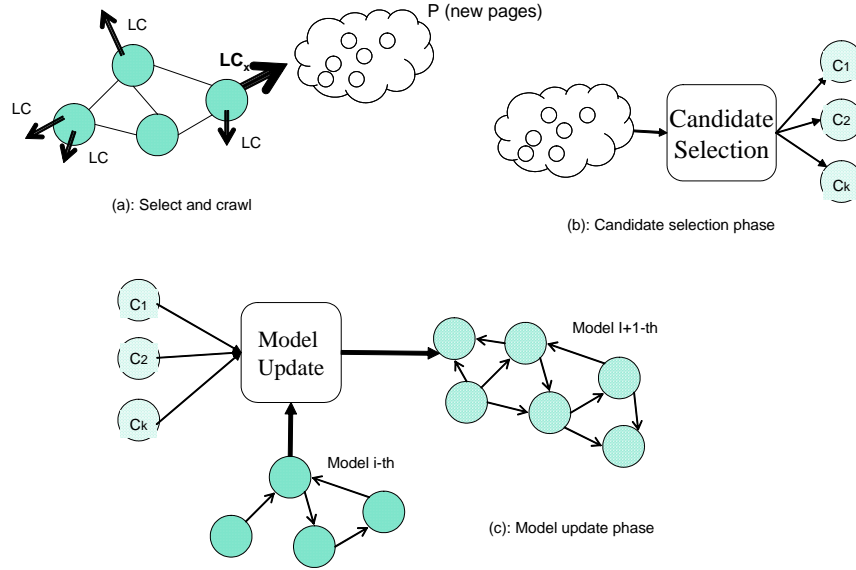 P (new pages)
LC
LCx
LC
LC
LC
(a): Select and crawl
Candidate
Selection
C1
C2
Ck
(b): Candidate selection phase
C1
C2
Ck
Model
Update
Model I+1-th
Model i-th
(c): Model update phase